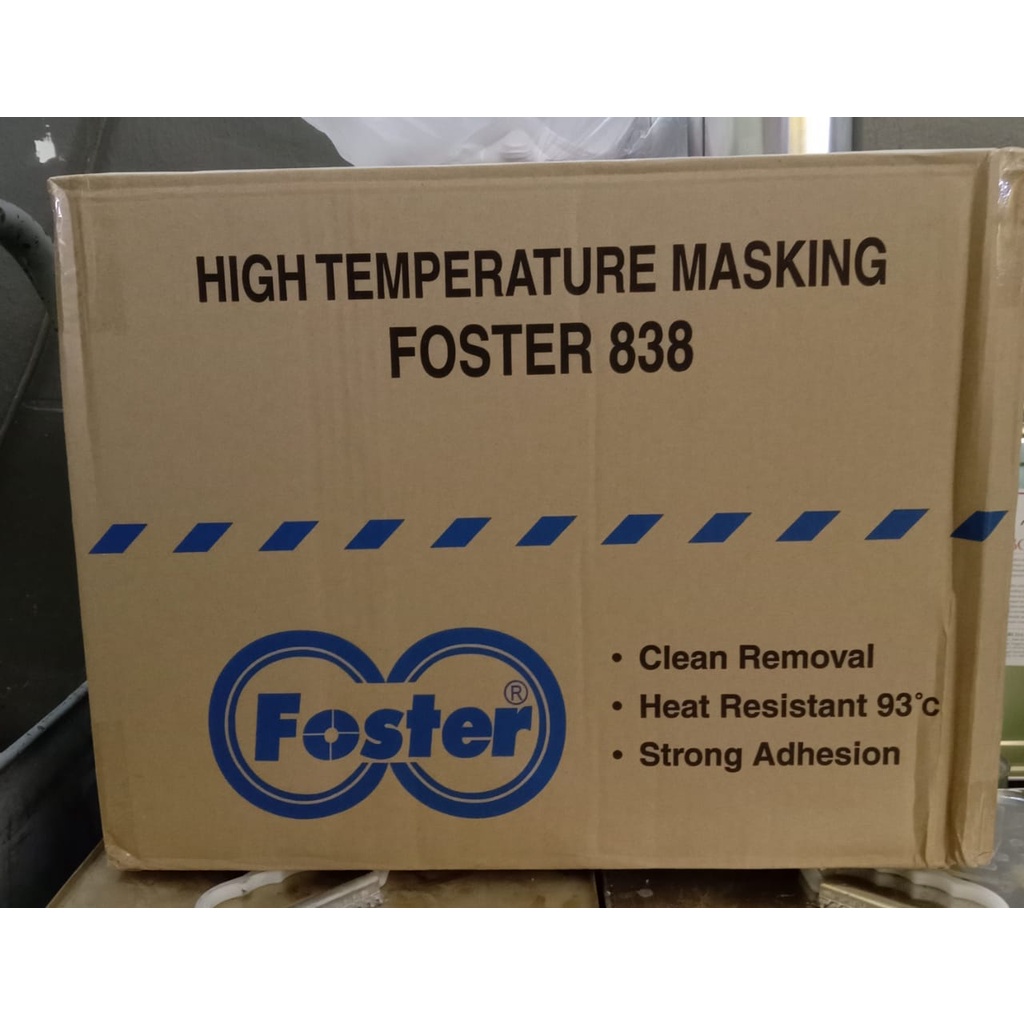 HIGH TEMPERATURE MASKING
FOSTER 838
Foster®
• Clean Removal
• Heat Resistant 93°c
• Strong Adhesion